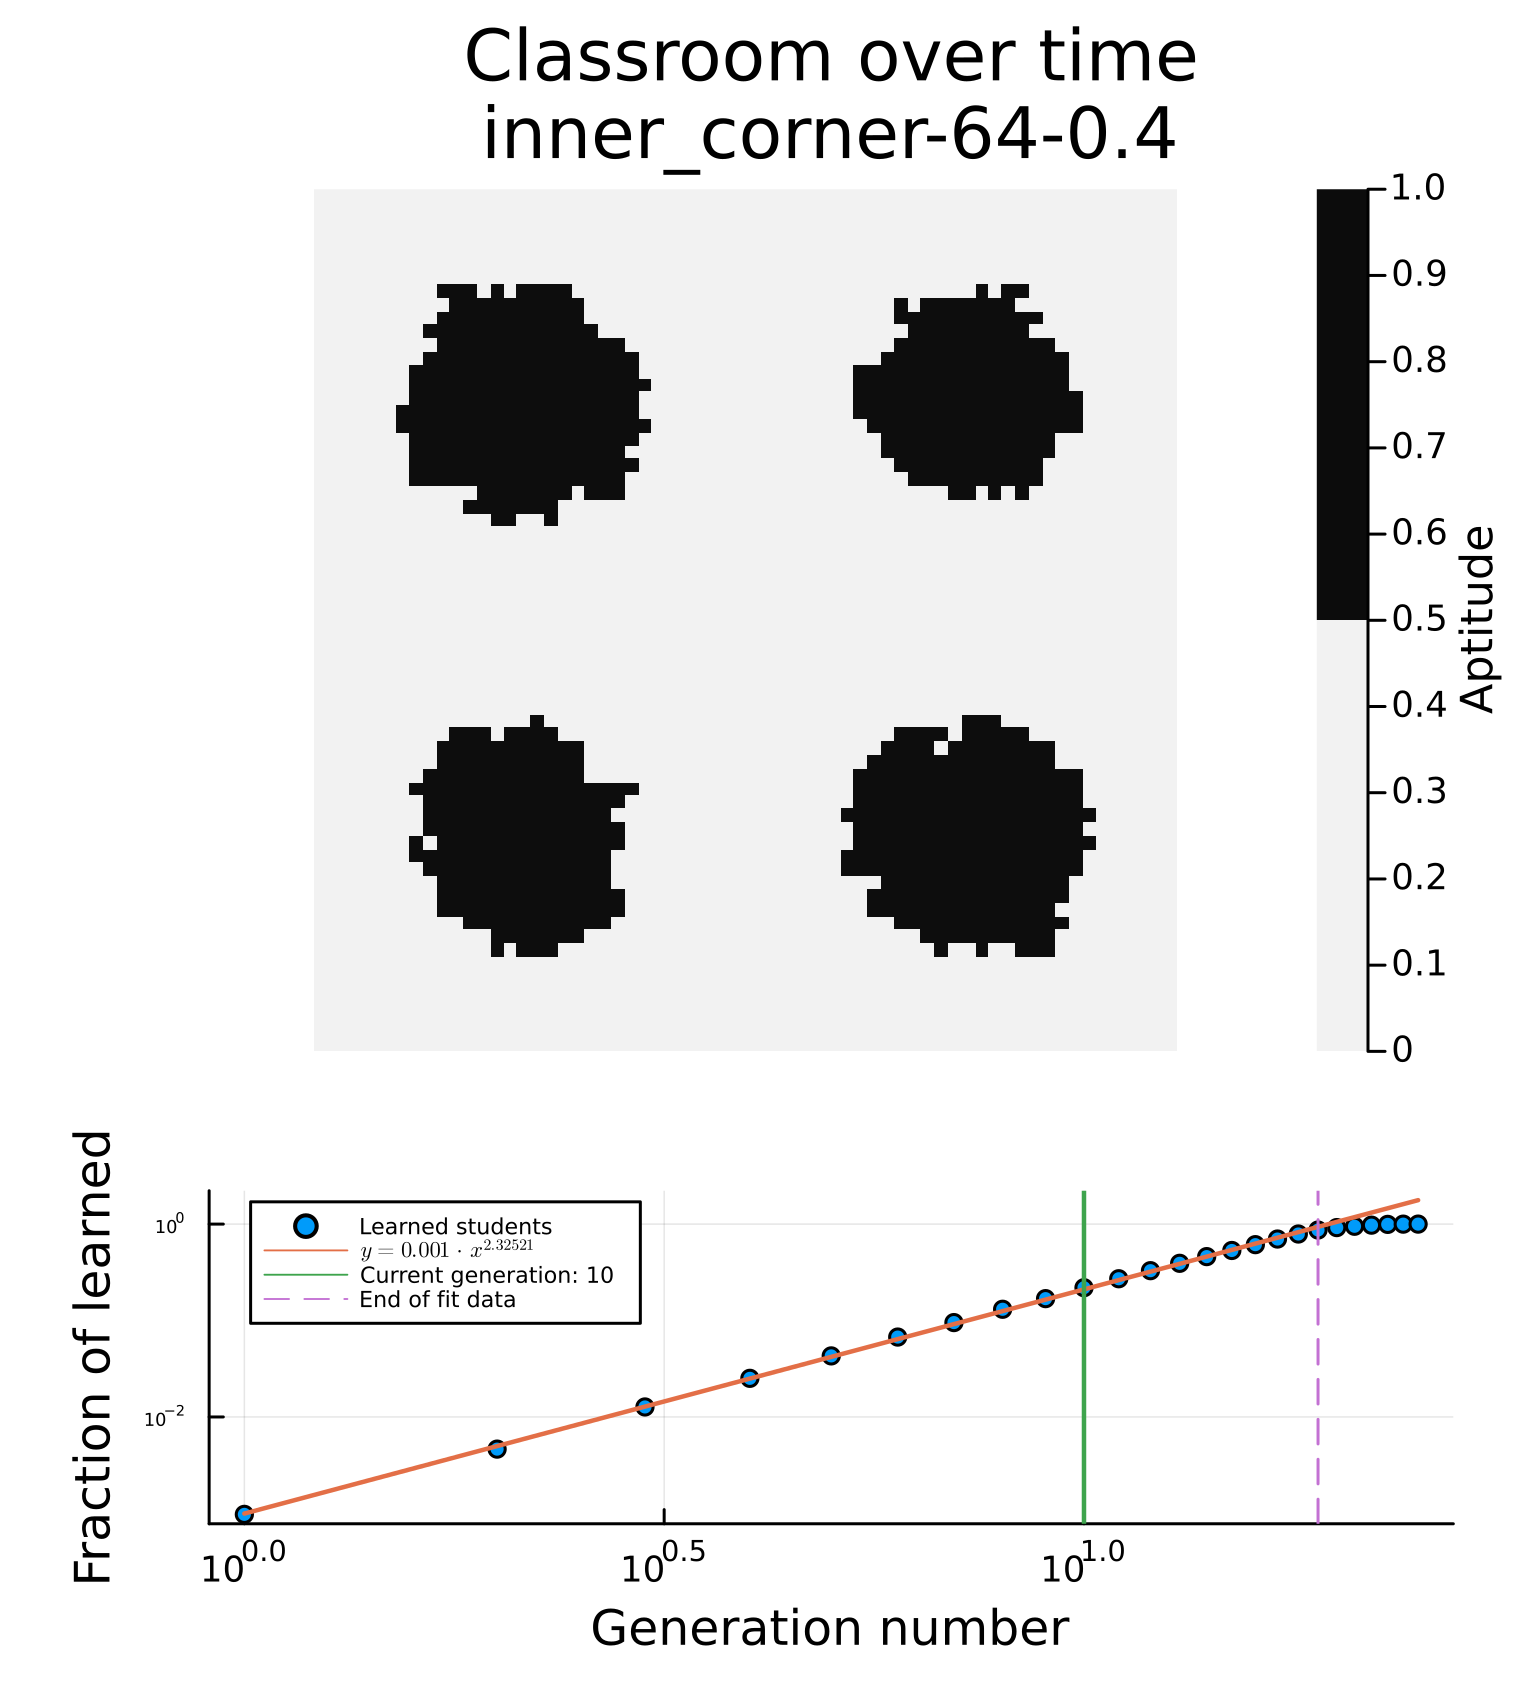 Classroom over time
inner_corner-64-0.4
1.0
0.9
0.8
0.7
0.6
0.5
0.4
0.3
0.2
0.1
0
Aptitude
Fraction of learned
10⁰
10⁻²
Learned students
y = 0.001 · x^2.32521
Current generation: 10
End of fit data
10^0.0
10^0.5
10^1.0
Generation number